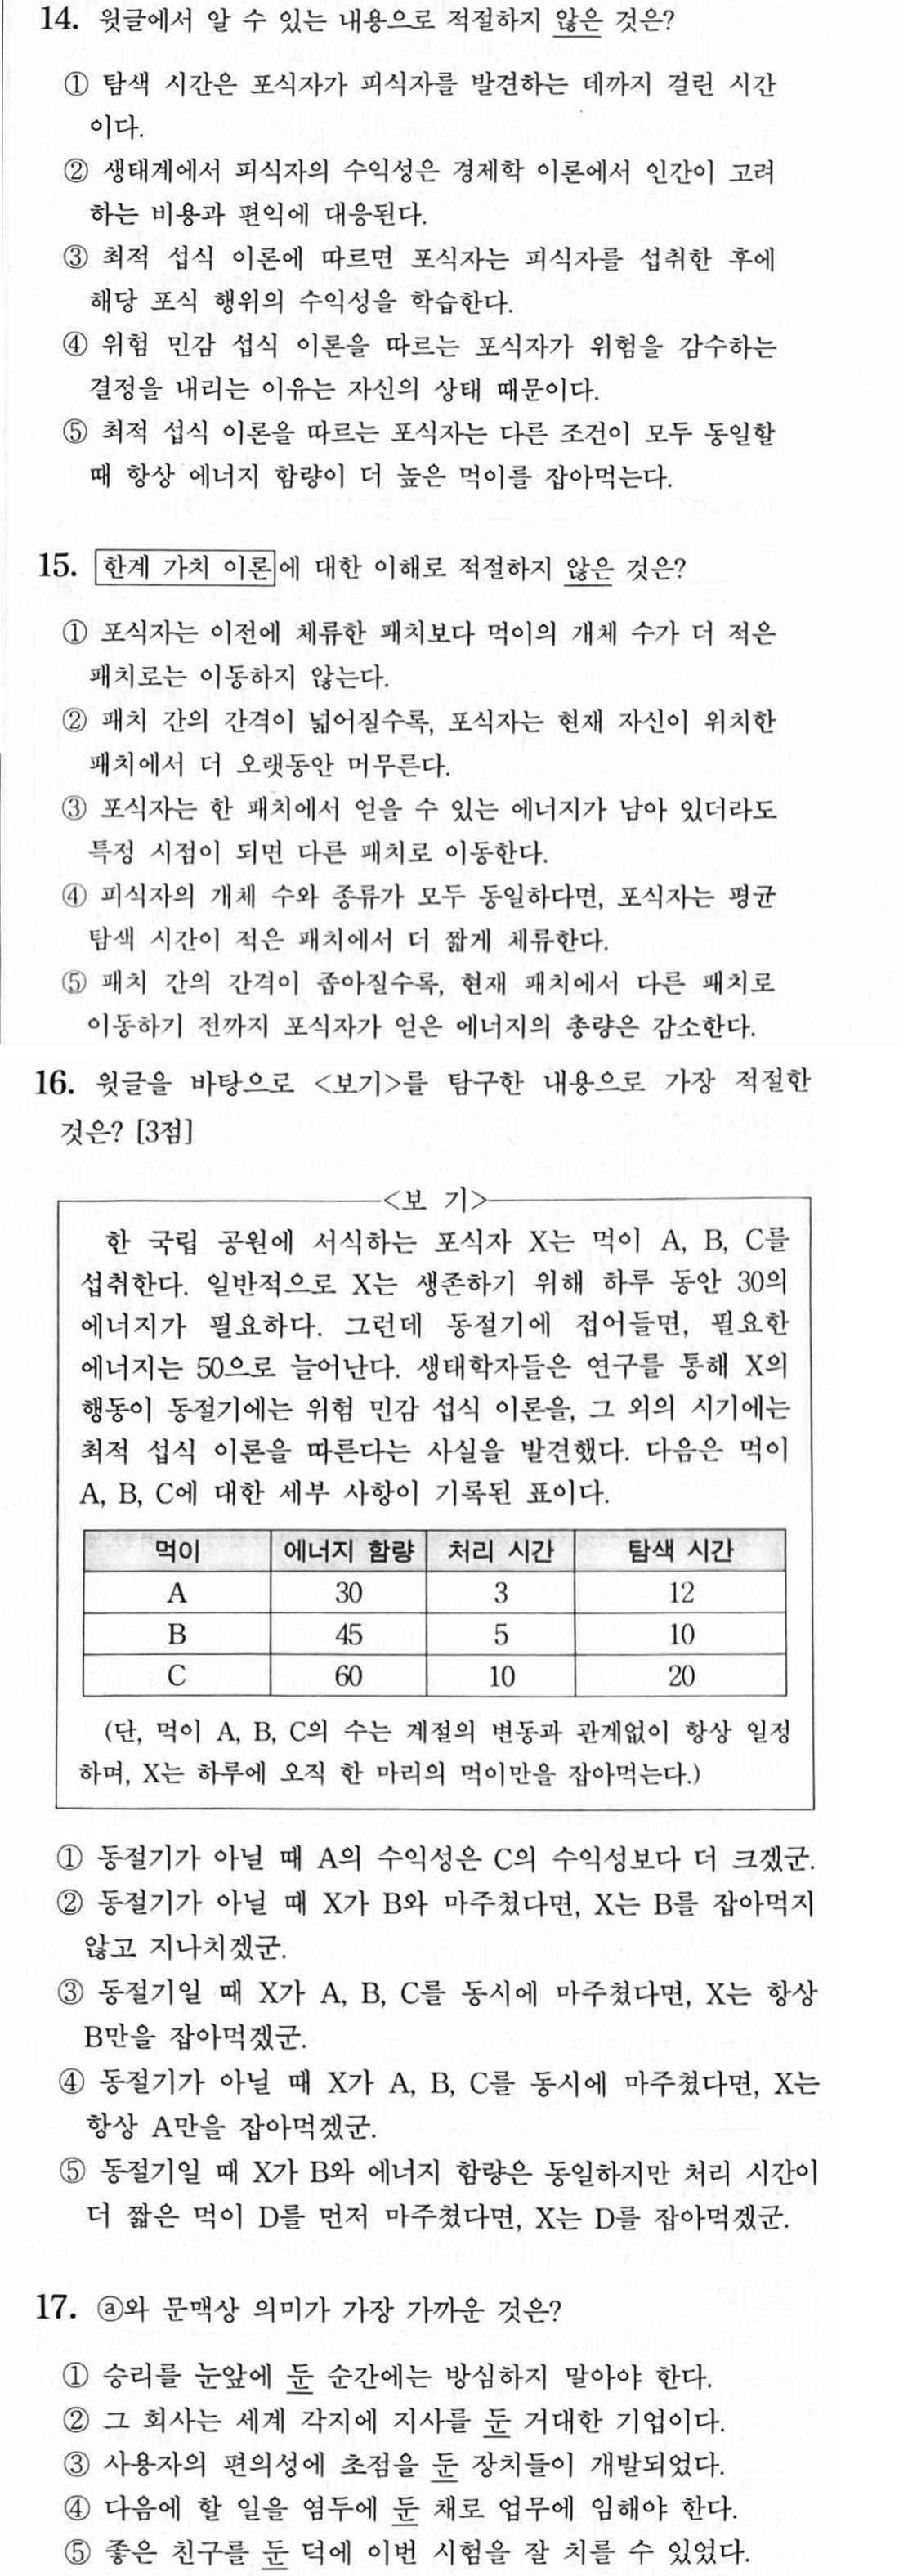 14. 윗글에서 알 수 있는 내용으로 적절하지 않은 것은?
① 탐색 시간은 포식자가 피식자를 발견하는 데까지 걸린 시간
이다.
② 생태계에서 피식자의 수익성은 경제학 이론에서 인간이 고려
하는 비용과 편익에 대응된다.
③ 최적 섭식 이론에 따르면 포식자는 피식자를 섭취한 후에
해당 포식 행위의 수익성을 학습한다.
④ 위험 민감 섭식 이론을 따르는 포식자가 위험을 감수하는
결정을 내리는 이유는 자신의 상태 때문이다.
⑤ 최적 섭식 이론을 따르는 포식자는 다른 조건이 모두 동일할
때 항상 에너지 함량이 더 높은 먹이를 잡아먹는다.
15. 한계 가치 이론에 대한 이해로 적절하지 않은 것은?
① 포식자는 이전에 체류한 패치보다 먹이의 개체 수가 더 적은
패치로는 이동하지 않는다.
② 패치 간의 간격이 넓어질수록, 포식자는 현재 자신이 위치한
패치에서 더 오랫동안 머무른다.
③ 포식자는 한 패치에서 얻을 수 있는 에너지가 남아 있더라도
특정 시점이 되면 다른 패치로 이동한다.
④ 피식자의 개체 수와 종류가 모두 동일하다면, 포식자는 평균
탐색 시간이 적은 패치에서 더 짧게 체류한다.
⑤ 패치 간의 간격이 좁아질수록, 현재 패치에서 다른 패치로
이동하기 전까지 포식자가 얻은 에너지의 총량은 감소한다.
16. 윗글을 바탕으로 <보기>를 탐구한 내용으로 가장 적절한
것은? [3점]
<보 기>
한 국립 공원에 서식하는 포식자 X는 먹이 A, B, C를
섭취한다. 일반적으로 X는 생존하기 위해 하루 동안 30의
에너지가 필요하다. 그런데 동절기에 접어들면, 필요한
에너지는 50으로 늘어난다. 생태학자들은 연구를 통해 X의
행동이 동절기에는 위험 민감 섭식 이론을, 그 외의 시기에는
최적 섭식 이론을 따른다는 사실을 발견했다. 다음은 먹이
A, B, C에 대한 세부 사항이 기록된 표이다.
먹이 에너지 함량 처리 시간 탐색 시간
A 30 3 12
B 45 5 10
C 60 10 20
(단, 먹이 A, B, C의 수는 계절의 변동과 관계없이 항상 일정
하며, X는 하루에 오직 한 마리의 먹이만을 잡아먹는다.)
① 동절기가 아닐 때 A의 수익성은 C의 수익성보다 더 크겠군.
② 동절기가 아닐 때 X가 B와 마주쳤다면, X는 B를 잡아먹지
않고 지나치겠군.
③ 동절기일 때 X가 A, B, C를 동시에 마주쳤다면, X는 항상
B만을 잡아먹겠군.
④ 동절기가 아닐 때 X가 A, B, C를 동시에 마주쳤다면, X는
항상 A만을 잡아먹겠군.
⑤ 동절기일 때 X가 B와 에너지 함량은 동일하지만 처리 시간이
더 짧은 먹이 D를 먼저 마주쳤다면, X는 D를 잡아먹겠군.
17. ⓐ와 문맥상 의미가 가장 가까운 것은?
① 승리를 눈앞에 둔 순간에는 방심하지 말아야 한다.
② 그 회사는 세계 각지에 지사를 둔 거대한 기업이다.
③ 사용자의 편의성에 초점을 둔 장치들이 개발되었다.
④ 다음에 할 일을 염두에 둔 채로 업무에 임해야 한다.
⑤ 좋은 친구를 둔 덕에 이번 시험을 잘 치를 수 있었다.